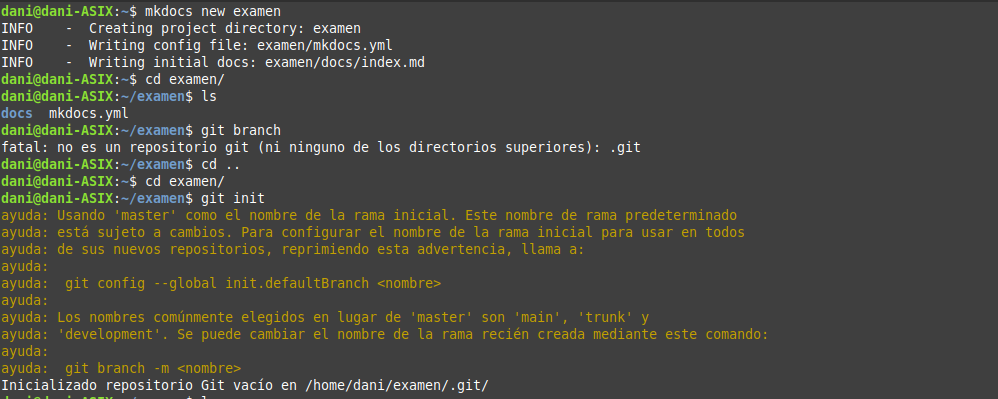 dani@dani-ASIX:~$ mkdocs new examen
INFO    -  Creating project directory: examen
INFO    -  Writing config file: examen/mkdocs.yml
INFO    -  Writing initial docs: examen/docs/index.md
dani@dani-ASIX:~$ cd examen/
dani@dani-ASIX:~/examen$ ls
docs  mkdocs.yml
dani@dani-ASIX:~/examen$ git branch
fatal: no es un repositorio git (ni ninguno de los directorios superiores): .git
dani@dani-ASIX:~/examen$ cd ..
dani@dani-ASIX:~$ cd examen/
dani@dani-ASIX:~/examen$ git init
ayuda: Usando 'master' como el nombre de la rama inicial. Este nombre de rama predeterminado
ayuda: está sujeto a cambios. Para configurar el nombre de la rama inicial para usar en todos
ayuda: de sus nuevos repositorios, reprimiendo esta advertencia, llama a:
ayuda:
ayuda:  git config --global init.defaultBranch <nombre>
ayuda:
ayuda: Los nombres comúnmente elegidos en lugar de 'master' son 'main', 'trunk' y
ayuda: 'development'. Se puede cambiar el nombre de la rama recién creada mediante este comando:
ayuda:
ayuda:  git branch -m <nombre>
Inicializado repositorio Git vacío en /home/dani/examen/.git/